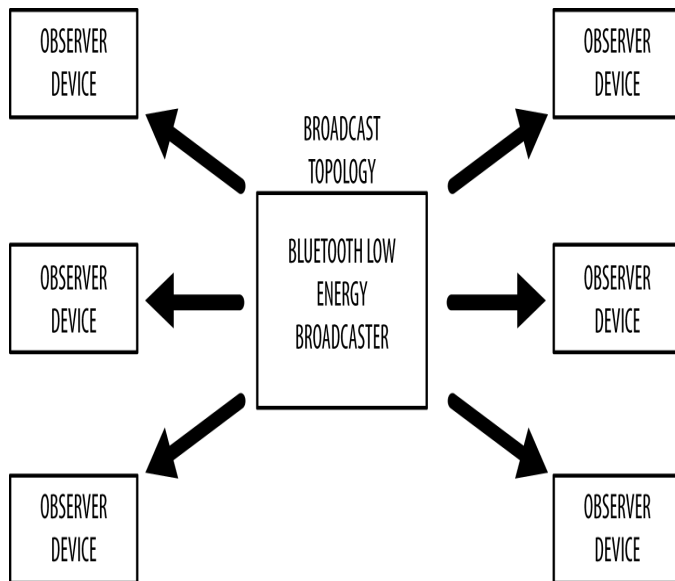 OBSERVER
DEVICE
OBSERVER
DEVICE
BROADCAST
TOPOLOGY
BLUETOOTH LOW
ENERGY
BROADCASTER
OBSERVER
DEVICE
OBSERVER
DEVICE
OBSERVER
DEVICE
OBSERVER
DEVICE